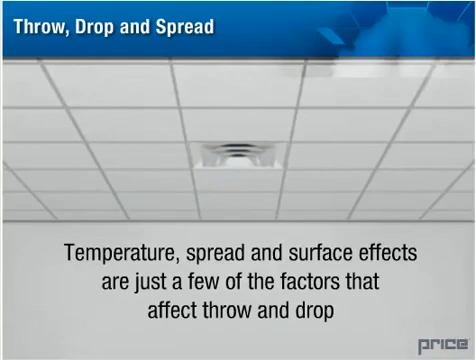 Throw, Drop and Spread
Temperature, spread and surface effects
are just a few of the factors that
affect throw and drop
price